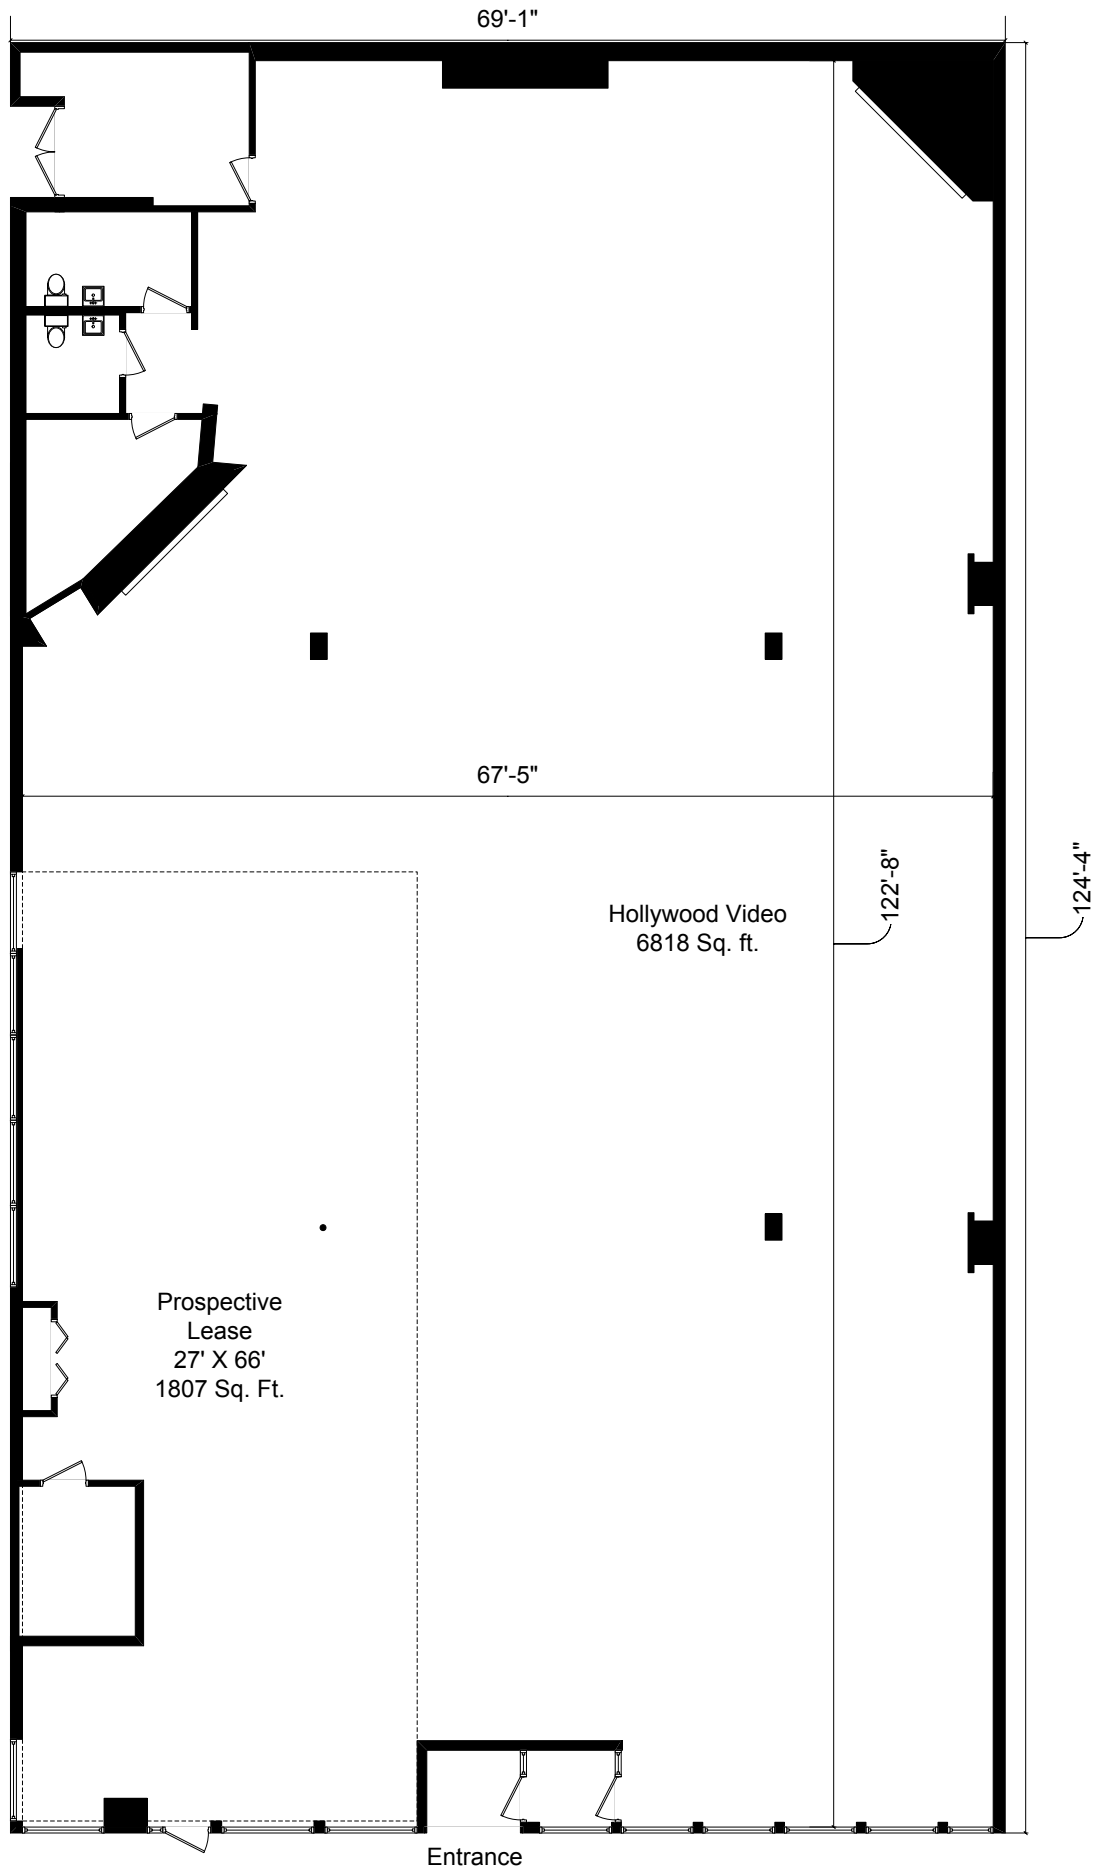 69'-1"
67'-5"
122'-8"
124'-4"
Hollywood Video
6818 Sq. ft.
Prospective
Lease
27' X 66'
1807 Sq. Ft.
Entrance